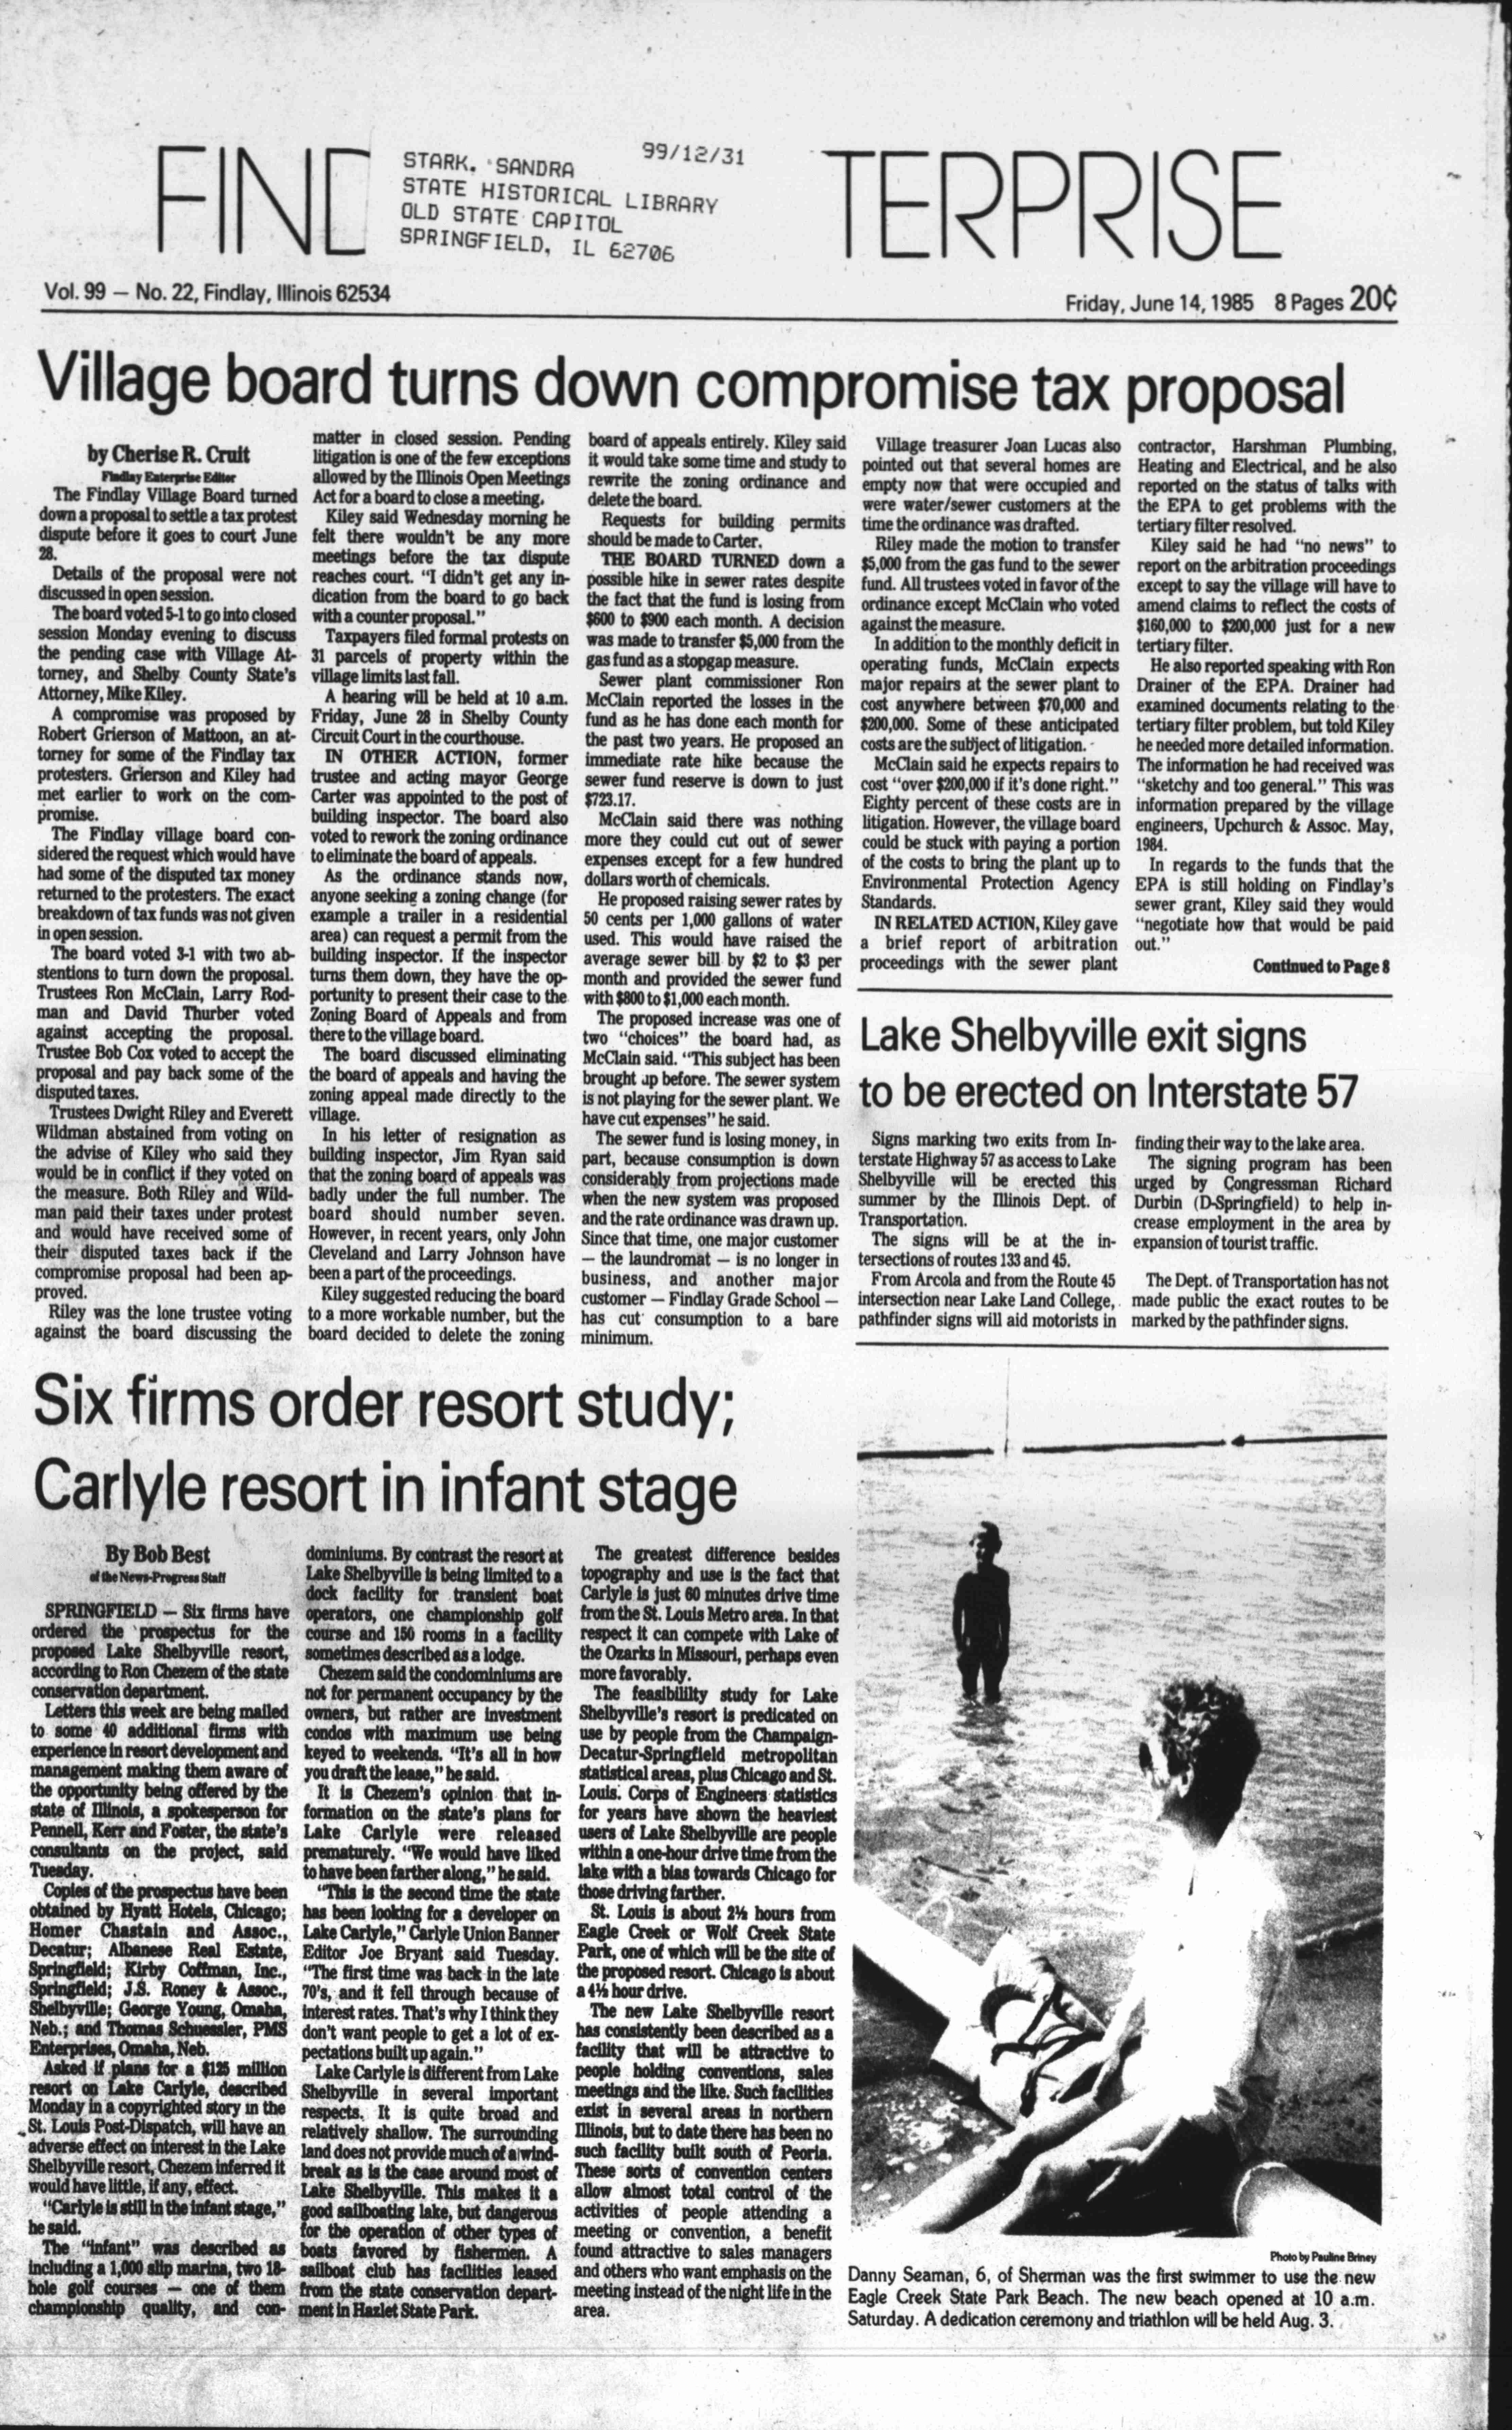 FIND
TERPRISE
STARK, SANDRA
99/12/31
STATE HISTORICAL LIBRARY
OLD STATE CAPITOL
SPRINGFIELD, IL 62706
Vol. 99 — No. 22, Findlay, Illinois 62534
Friday, June 14, 1985 8 Pages 20¢
Village board turns down compromise tax proposal
by Cherise R. Cruit
Findlay Enterprise Editor
The Findlay Village Board turned
down a proposal to settle a tax protest
dispute before it goes to court June
28.
Details of the proposal were not
discussed in open session.
The board voted 5-1 to go into closed
session Monday evening to discuss
the pending case with Village At-
torney, and Shelby County State's
Attorney, Mike Kiley.
A compromise was proposed by
Robert Grierson of Mattoon, an at-
torney for some of the Findlay tax
protesters. Grierson and Kiley had
met earlier to work on the com-
promise.
The Findlay village board con-
sidered the request which would have
had some of the disputed tax money
returned to the protesters. The exact
breakdown of tax funds was not given
in open session.
The board voted 3-1 with two ab-
stentions to turn down the proposal.
Trustees Ron McClain, Larry Rod-
man and David Thurber voted
against accepting the proposal.
Trustee Bob Cox voted to accept the
proposal and pay back some of the
disputed taxes.
Trustees Dwight Riley and Everett
Wildman abstained from voting on
the advise of Kiley who said they
would be in conflict if they voted on
the measure. Both Riley and Wild-
man paid their taxes under protest
and would have received some of
their disputed taxes back if the
compromise proposal had been ap-
proved.
Riley was the lone trustee voting
against the board discussing the
matter in closed session. Pending
litigation is one of the few exceptions
allowed by the Illinois Open Meetings
Act for a board to close a meeting.
Kiley said Wednesday morning he
felt there wouldn't be any more
meetings before the tax dispute
reaches court. "I didn't get any in-
dication from the board to go back
with a counter proposal."
Taxpayers filed formal protests on
31 parcels of property within the
village limits last fall.
A hearing will be held at 10 a.m.
Friday, June 28 in Shelby County
Circuit Court in the courthouse.
IN OTHER ACTION, former
trustee and acting mayor George
Carter was appointed to the post of
building inspector. The board also
voted to rework the zoning ordinance
to eliminate the board of appeals.
As the ordinance stands now,
anyone seeking a zoning change (for
example a trailer in a residential
area) can request a permit from the
building inspector. If the inspector
turns them down, they have the op-
portunity to present their case to the
Zoning Board of Appeals and from
there to the village board.
The board discussed eliminating
the board of appeals and having the
zoning appeal made directly to the
village.
In his letter of resignation as
building inspector, Jim Ryan said
that the zoning board of appeals was
badly under the full number. The
board should number seven.
However, in recent years, only John
Cleveland and Larry Johnson have
been a part of the proceedings.
Kiley suggested reducing the board
to a more workable number, but the
board decided to delete the zoning
board of appeals entirely. Kiley said
it would take some time and study to
rewrite the zoning ordinance and
delete the board.
Requests for building permits
should be made to Carter.
THE BOARD TURNED down a
possible hike in sewer rates despite
the fact that the fund is losing from
$600 to $900 each month. A decision
was made to transfer $5,000 from the
gas fund as a stopgap measure.
Sewer plant commissioner Ron
McClain reported the losses in the
fund as he has done each month for
the past two years. He proposed an
immediate rate hike because the
sewer fund reserve is down to just
$723.17.
McClain said there was nothing
more they could cut out of sewer
expenses except for a few hundred
dollars worth of chemicals.
He proposed raising sewer rates by
50 cents per 1,000 gallons of water
used. This would have raised the
average sewer bill by $2 to $3 per
month and provided the sewer fund
with $800 to $1,000 each month.
The proposed increase was one of
two "choices" the board had, as
McClain said. "This subject has been
brought up before. The sewer system
is not playing for the sewer plant. We
have cut expenses" he said.
The sewer fund is losing money, in
part, because consumption is down
considerably from projections made
when the new system was proposed
and the rate ordinance was drawn up.
Since that time, one major customer
— the laundromat — is no longer in
business, and another major
customer — Findlay Grade School —
has cut consumption to a bare
minimum.
Village treasurer Joan Lucas also
pointed out that several homes are
empty now that were occupied and
were water/sewer customers at the
time the ordinance was drafted.
Riley made the motion to transfer
$5,000 from the gas fund to the sewer
fund. All trustees voted in favor of the
ordinance except McClain who voted
against the measure.
In addition to the monthly deficit in
operating funds, McClain expects
major repairs at the sewer plant to
cost anywhere between $70,000 and
$200,000. Some of these anticipated
costs are the subject of litigation.
McClain said he expects repairs to
cost "over $200,000 if it's done right."
Eighty percent of these costs are in
litigation. However, the village board
could be stuck with paying a portion
of the costs to bring the plant up to
Environmental Protection Agency
Standards.
IN RELATED ACTION, Kiley gave
a brief report of arbitration
proceedings with the sewer plant
contractor, Harshman Plumbing,
Heating and Electrical, and he also
reported on the status of talks with
the EPA to get problems with the
tertiary filter resolved.
Kiley said he had "no news" to
report on the arbitration proceedings
except to say the village will have to
amend claims to reflect the costs of
$160,000 to $200,000 just for a new
tertiary filter.
He also reported speaking with Ron
Drainer of the EPA. Drainer had
examined documents relating to the
tertiary filter problem, but told Kiley
he needed more detailed information.
The information he had received was
"sketchy and too general." This was
information prepared by the village
engineers, Upchurch & Assoc. May,
1984.
In regards to the funds that the
EPA is still holding on Findlay's
sewer grant, Kiley said they would
"negotiate how that would be paid
out."
Continued to Page 8
Lake Shelbyville exit signs
to be erected on Interstate 57
Signs marking two exits from In-
terstate Highway 57 as access to Lake
Shelbyville will be erected this
summer by the Illinois Dept. of
Transportation.
The signs will be at the in-
tersections of routes 133 and 45.
From Arcola and from the Route 45
intersection near Lake Land College,
pathfinder signs will aid motorists in
finding their way to the lake area.
The signing program has been
urged by Congressman Richard
Durbin (D-Springfield) to help in-
crease employment in the area by
expansion of tourist traffic.
The Dept. of Transportation has not
made public the exact routes to be
marked by the pathfinder signs.
Six firms order resort study;
Carlyle resort in infant stage
By Bob Best
of the News-Progress Staff
SPRINGFIELD — Six firms have
ordered the prospectus for the
proposed Lake Shelbyville resort,
according to Ron Chezem of the state
conservation department.
Letters this week are being mailed
to some 40 additional firms with
experience in resort development and
management making them aware of
the opportunity being offered by the
state of Illinois, a spokesperson for
Pennell, Kerr and Foster, the state's
consultants on the project, said
Tuesday.
Copies of the prospectus have been
obtained by Hyatt Hotels, Chicago;
Homer Chastain and Assoc.,
Decatur; Albanese Real Estate,
Springfield; Kirby Coffman, Inc.,
Springfield; J.S. Roney & Assoc.,
Shelbyville; George Young, Omaha,
Neb.; and Thomas Schuessler, PMS
Enterprises, Omaha, Neb.
Asked if plans for a $125 million
resort on Lake Carlyle, described
Monday in a copyrighted story in the
St. Louis Post-Dispatch, will have an
adverse effect on interest in the Lake
Shelbyville resort, Chezem inferred it
would have little, if any, effect.
"Carlyle is still in the infant stage,"
he said.
The "infant" was described as
including a 1,000 slip marina, two 18-
hole golf courses — one of them
championship quality, and con-
dominiums. By contrast the resort at
Lake Shelbyville is being limited to a
dock facility for transient boat
operators, one championship golf
course and 150 rooms in a facility
sometimes described as a lodge.
Chezem said the condominiums are
not for permanent occupancy by the
owners, but rather are investment
condos with maximum use being
keyed to weekends. "It's all in how
you draft the lease," he said.
It is Chezem's opinion that in-
formation on the state's plans for
Lake Carlyle were released
prematurely. "We would have liked
to have been farther along," he said.
"This is the second time the state
has been looking for a developer on
Lake Carlyle," Carlyle Union Banner
Editor Joe Bryant said Tuesday.
"The first time was back in the late
70's, and it fell through because of
interest rates. That's why I think they
don't want people to get a lot of ex-
pectations built up again."
Lake Carlyle is different from Lake
Shelbyville in several important
respects. It is quite broad and
relatively shallow. The surrounding
land does not provide much of a wind-
break as is the case around most of
Lake Shelbyville. This makes it a
good sailboating lake, but dangerous
for the operation of other types of
boats favored by fishermen. A
sailboat club has facilities leased
from the state conservation depart-
ment in Hazlet State Park.
The greatest difference besides
topography and use is the fact that
Carlyle is just 60 minutes drive time
from the St. Louis Metro area. In that
respect it can compete with Lake of
the Ozarks in Missouri, perhaps even
more favorably.
The feasibililty study for Lake
Shelbyville's resort is predicated on
use by people from the Champaign-
Decatur-Springfield metropolitan
statistical areas, plus Chicago and St.
Louis. Corps of Engineers statistics
for years have shown the heaviest
users of Lake Shelbyville are people
within a one-hour drive time from the
lake with a bias towards Chicago for
those driving farther.
St. Louis is about 2½ hours from
Eagle Creek or Wolf Creek State
Park, one of which will be the site of
the proposed resort. Chicago is about
a 4½ hour drive.
The new Lake Shelbyville resort
has consistently been described as a
facility that will be attractive to
people holding conventions, sales
meetings and the like. Such facilities
exist in several areas in northern
Illinois, but to date there has been no
such facility built south of Peoria.
These sorts of convention centers
allow almost total control of the
activities of people attending a
meeting or convention, a benefit
found attractive to sales managers
and others who want emphasis on the
meeting instead of the night life in the
area.
Photo by Pauline Briney
Danny Seaman, 6, of Sherman was the first swimmer to use the new
Eagle Creek State Park Beach. The new beach opened at 10 a.m.
Saturday. A dedication ceremony and triathlon will be held Aug. 3.